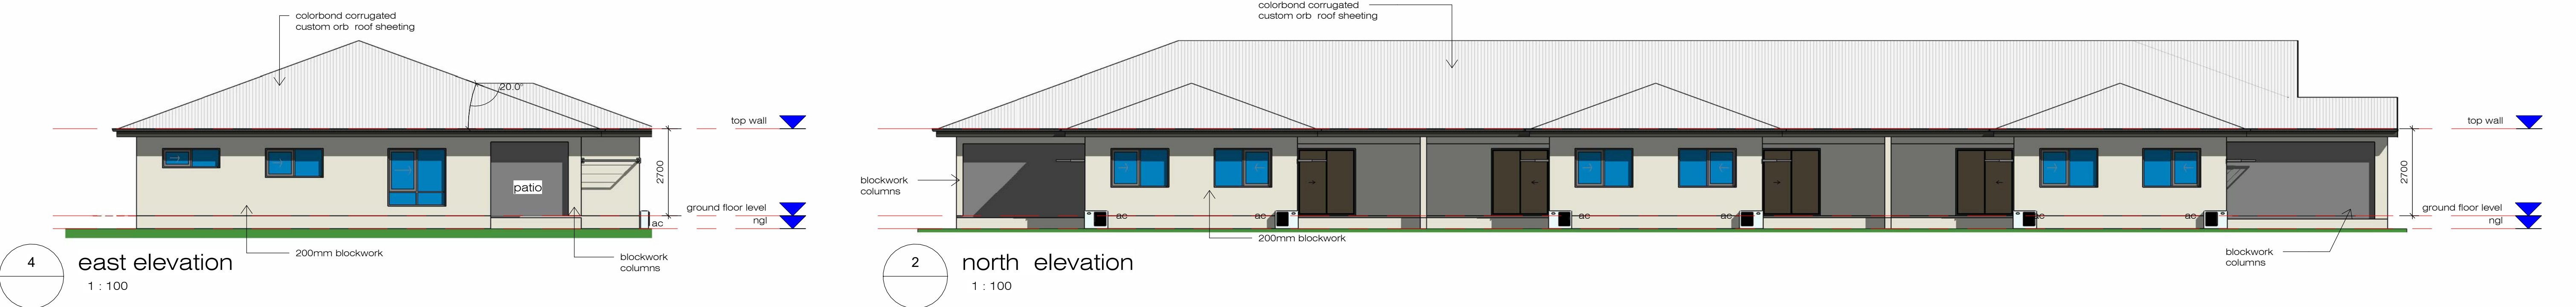 colorbond corrugated
custom orb roof sheeting
20.0°
top wall
2700
patio
ground floor level
ngl
ac
4
east elevation
1 : 100
200mm blockwork
blockwork
columns
colorbond corrugated
custom orb roof sheeting
top wall
2700
blockwork
columns
ac
ac
ac
ac
ac
ac
ground floor level
ngl
200mm blockwork
blockwork
columns
2
north elevation
1 : 100